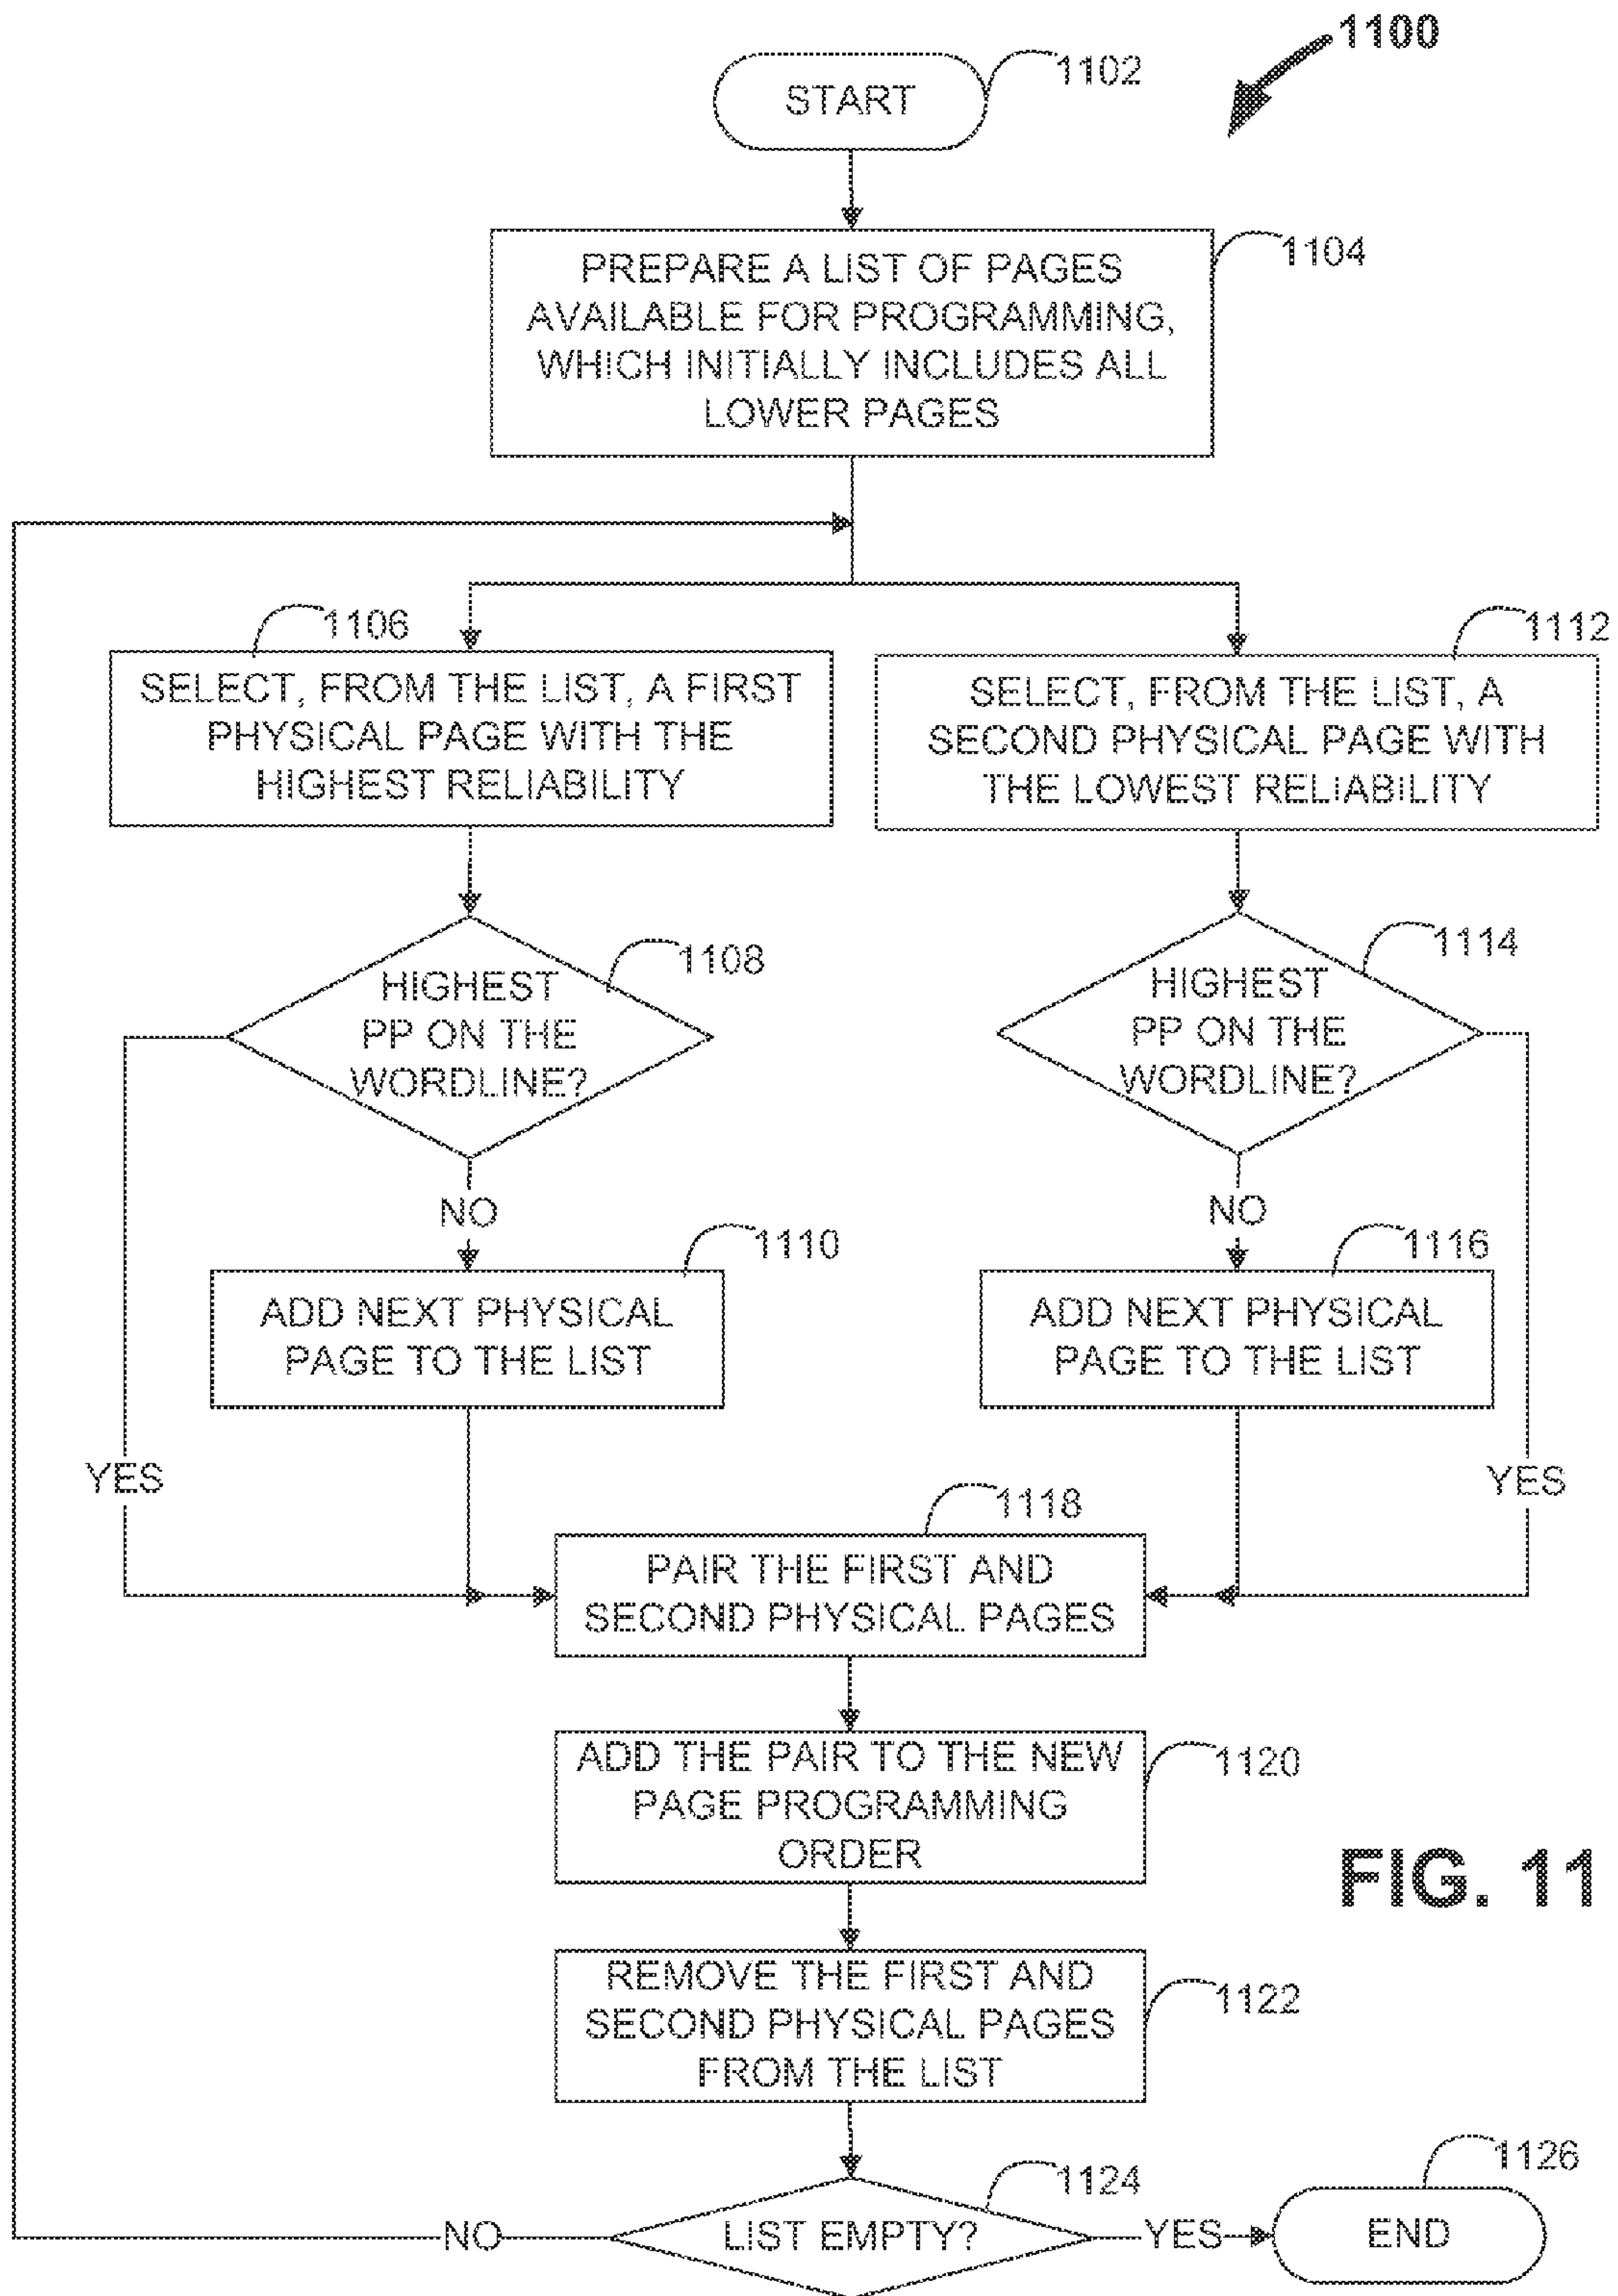 1100
START
1102
PREPARE A LIST OF PAGES
AVAILABLE FOR PROGRAMMING,
WHICH INITIALLY INCLUDES ALL
LOWER PAGES
1104
1106
SELECT, FROM THE LIST, A FIRST
PHYSICAL PAGE WITH THE
HIGHEST RELIABILITY
1112
SELECT, FROM THE LIST, A
SECOND PHYSICAL PAGE WITH
THE LOWEST RELIABILITY
1108
HIGHEST
PP ON THE
WORDLINE?
1114
HIGHEST
PP ON THE
WORDLINE?
NO
NO
1110
ADD NEXT PHYSICAL
PAGE TO THE LIST
1116
ADD NEXT PHYSICAL
PAGE TO THE LIST
YES
YES
1118
PAIR THE FIRST AND
SECOND PHYSICAL PAGES
ADD THE PAIR TO THE NEW
PAGE PROGRAMMING
ORDER
1120
FIG. 11
REMOVE THE FIRST AND
SECOND PHYSICAL PAGES
FROM THE LIST
1122
1124
1126
NO
LIST EMPTY?
YES
END